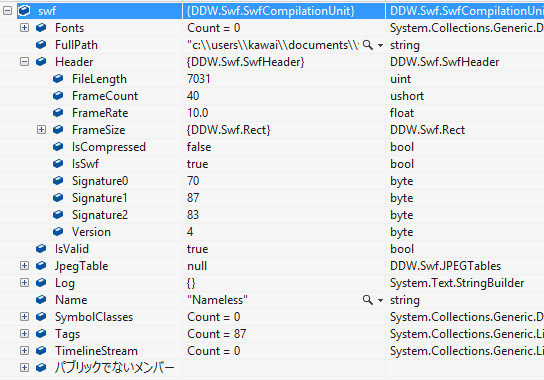 swf {DDW.Swf.SwfCompilationUnit} DDW.Swf.SwfCompilationUnit
Fonts Count = 0 System.Collections.Generic.D
FullPath "c:\\users\\kawai\\documents\\ string
Header {DDW.Swf.SwfHeader} DDW.Swf.SwfHeader
FileLength 7031 uint
FrameCount 40 ushort
FrameRate 10.0 float
FrameSize {DDW.Swf.Rect} DDW.Swf.Rect
IsCompressed false bool
IsSwf true bool
Signature0 70 byte
Signature1 87 byte
Signature2 83 byte
Version 4 byte
IsValid true bool
JpegTable null DDW.Swf.JPEGTables
Log {} System.Text.StringBuilder
Name "Nameless" string
SymbolClasses Count = 0 System.Collections.Generic.D
Tags Count = 87 System.Collections.Generic.Li
TimelineStream Count = 0 System.Collections.Generic.Li
パブリックでないメンバー